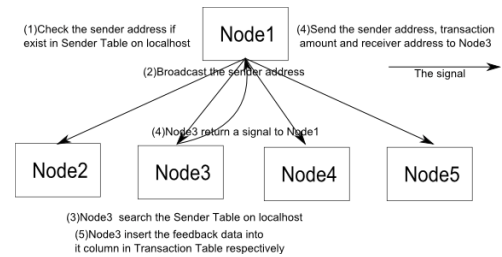 (1)Check the sender address if
exist in Sender Table on localhost
Node1
(4)Send the sender address, transaction
amount and receiver address to Node3
The signal
(2)Broadcast the sender address
(4)Node3 return a signal to Node1
Node2
Node3
Node4
Node5
(3)Node3 search the Sender Table on localhost
(5)Node3 insert the feedback data into
it column in Transaction Table respectively